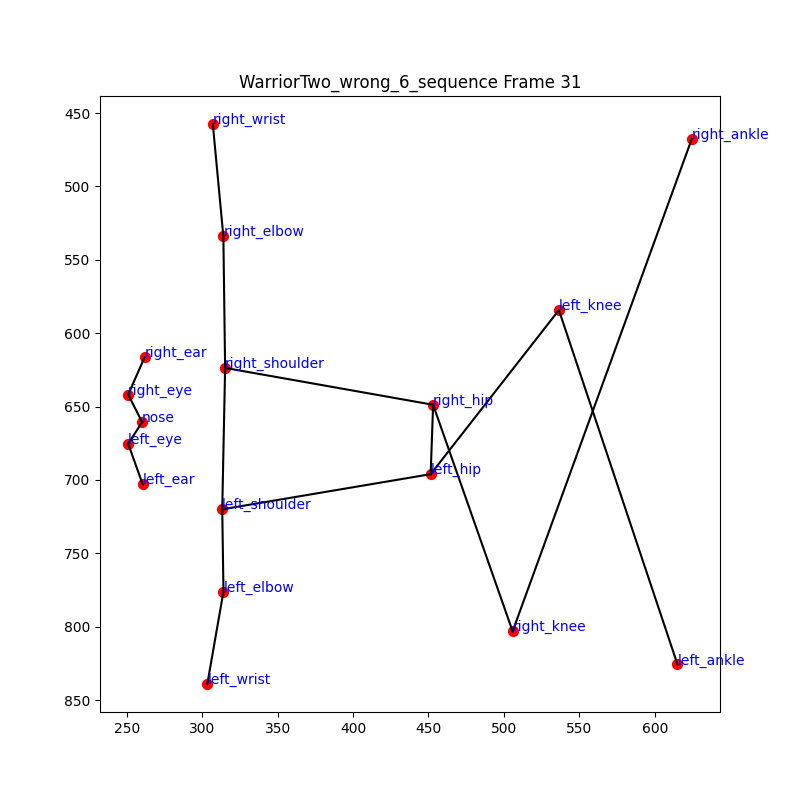 WarriorTwo_wrong_6_sequence Frame 31
450
500
550
600
650
700
750
800
850
right_wrist
right_ankle
right_elbow
left_knee
right_ear
right_shoulder
right_eye
right_hip
nose
left_eye
left_hip
left_ear
left_shoulder
left_elbow
right_knee
left_ankle
left_wrist
250 300 350 400 450 500 550 600